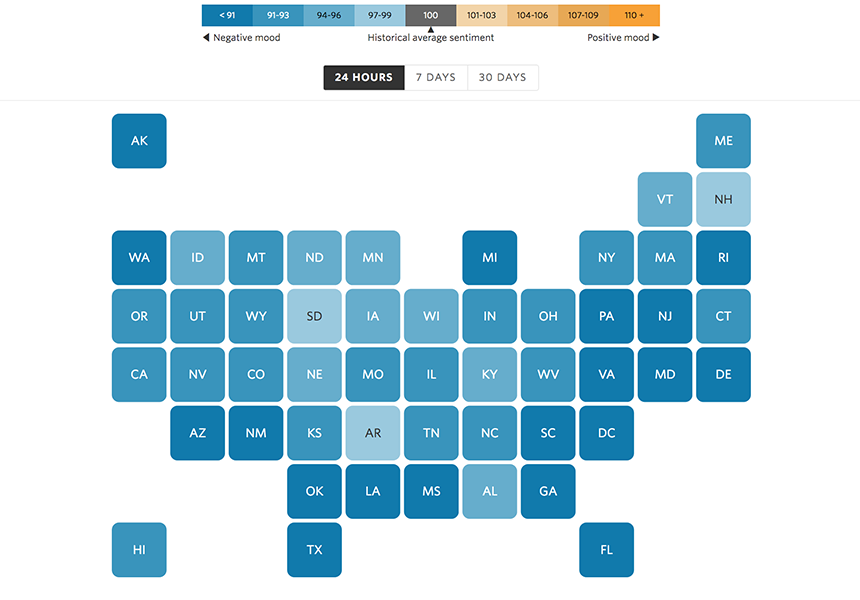 < 91 91-93 94-96 97-99 100 101-103 104-106 107-109 110 +
Negative mood Historical average sentiment Positive mood
24 HOURS 7 DAYS 30 DAYS
AK ME
VT NH
WA ID MT ND MN MI NY MA RI
OR UT WY SD IA WI IN OH PA NJ CT
CA NV CO NE MO IL KY WV VA MD DE
AZ NM KS AR TN NC SC DC
OK LA MS AL GA
HI TX FL